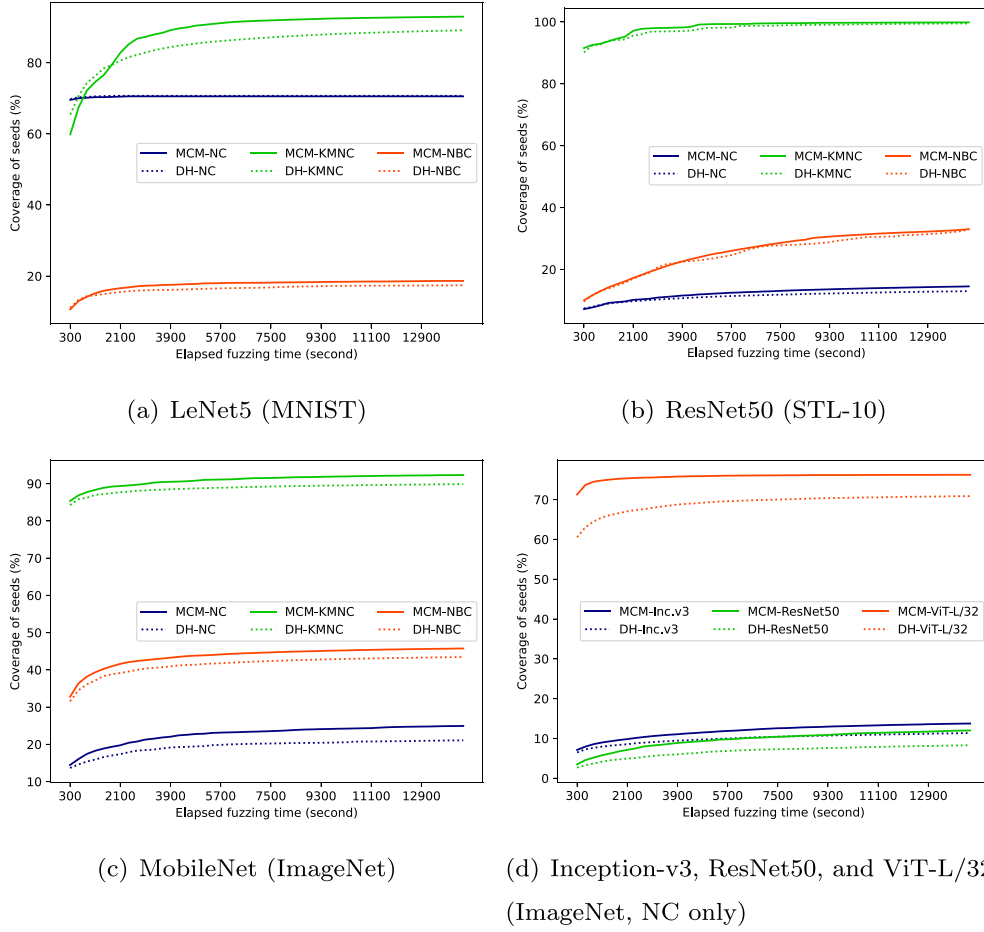 80
60
40
20
Coverage of seeds (%)
MCM-NC MCM-KMNC MCM-NBC
DH-NC DH-KMNC DH-NBC
300 2100 3900 5700 7500 9300 11100 12900
Elapsed fuzzing time (second)
(a) LeNet5 (MNIST)
100
80
60
40
20
Coverage of seeds (%)
MCM-NC MCM-KMNC MCM-NBC
DH-NC DH-KMNC DH-NBC
300 2100 3900 5700 7500 9300 11100 12900
Elapsed fuzzing time (second)
(b) ResNet50 (STL-10)
90
80
70
60
50
40
30
20
10
Coverage of seeds (%)
MCM-NC MCM-KMNC MCM-NBC
DH-NC DH-KMNC DH-NBC
300 2100 3900 5700 7500 9300 11100 12900
Elapsed fuzzing time (second)
(c) MobileNet (ImageNet)
70
60
50
40
30
20
10
0
Coverage of seeds (%)
MCM-Inc.v3 MCM-ResNet50 MCM-ViT-L/32
DH-Inc.v3 DH-ResNet50 DH-ViT-L/32
300 2100 3900 5700 7500 9300 11100 12900
Elapsed fuzzing time (second)
(d) Inception-v3, ResNet50, and ViT-L/32
(ImageNet, NC only)